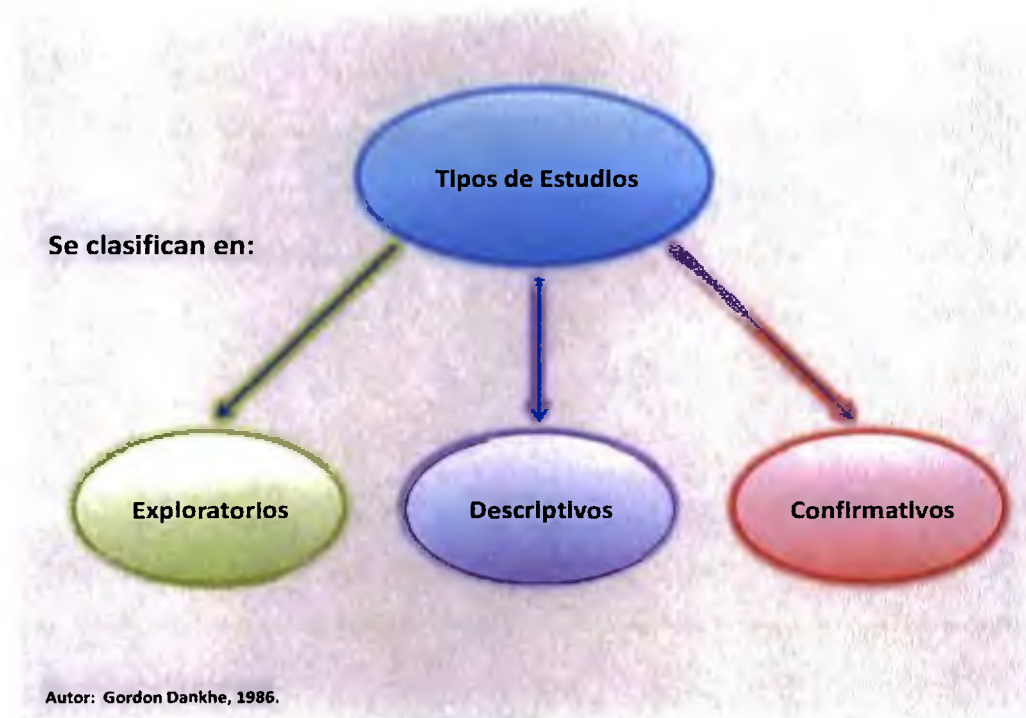 Tipos de Estudios
Se clasifican en:
Exploratorios
Descriptivos
Confirmativos
Autor: Gordon Dankhe, 1986.